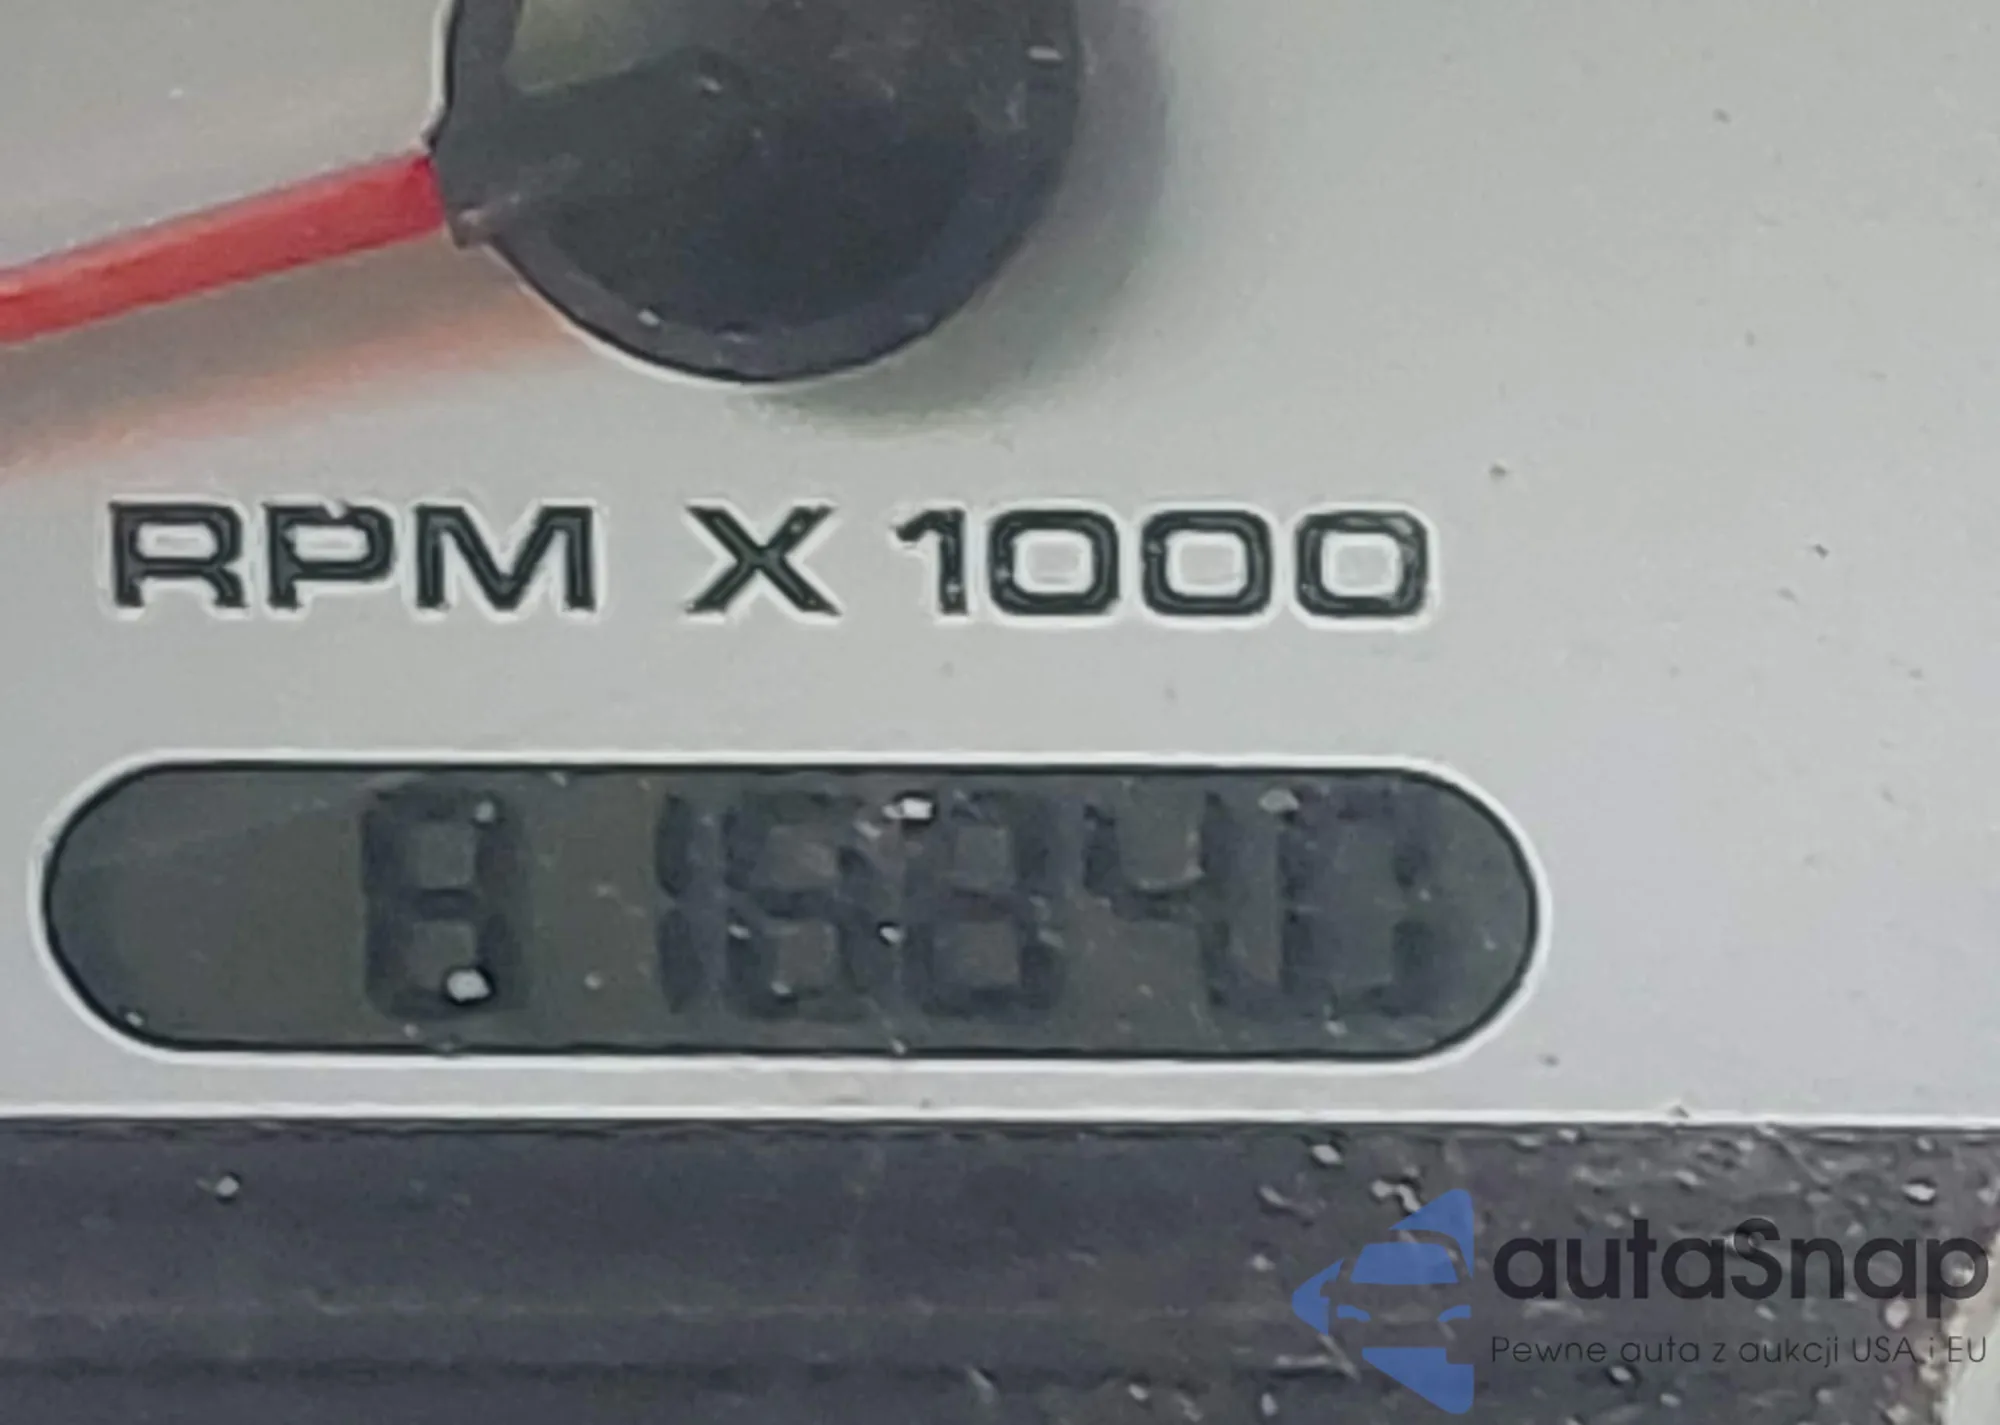 RPM X 1000
autaSnap
Pewne auta z aukcji USA i EU